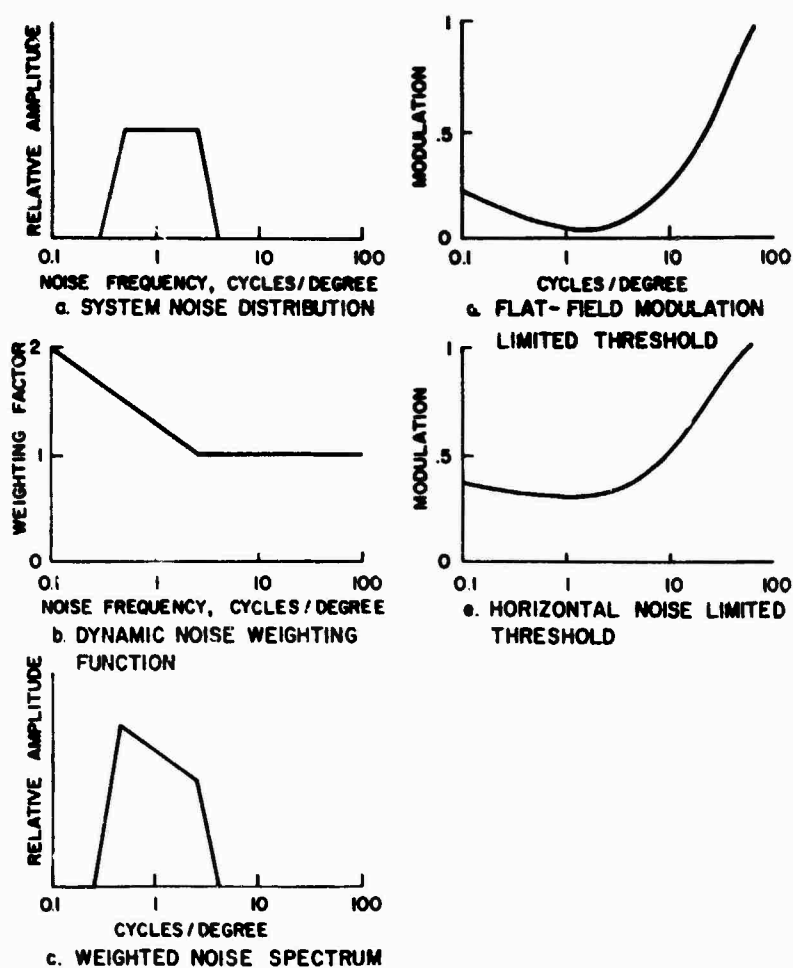 RELATIVE AMPLITUDE
0.1 1 10 100
NOISE FREQUENCY, CYCLES/DEGREE
a. SYSTEM NOISE DISTRIBUTION
MODULATION
1
.5
0
0.1 1 10 100
CYCLES/DEGREE
a. FLAT-FIELD MODULATION
LIMITED THRESHOLD
WEIGHTING FACTOR
2
1
0
0.1 1 10 100
NOISE FREQUENCY, CYCLES/DEGREE
b. DYNAMIC NOISE WEIGHTING
FUNCTION
MODULATION
1
.5
0
0.1 1 10 100
e. HORIZONTAL NOISE LIMITED
THRESHOLD
RELATIVE AMPLITUDE
0.1 1 10 100
CYCLES/DEGREE
c. WEIGHTED NOISE SPECTRUM